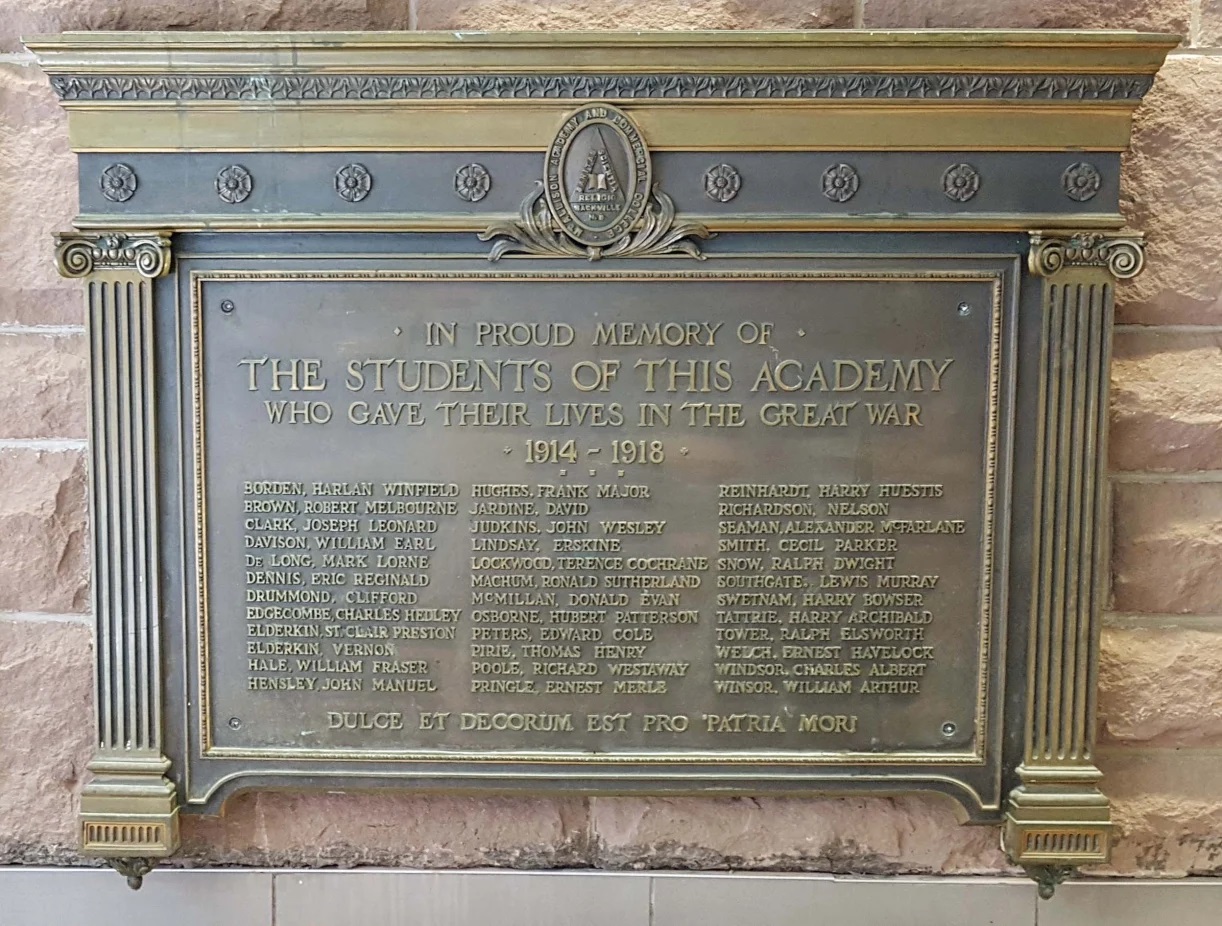 ACADEMY AND COMMERCIAL COLLEGE
RELIGIO
SACKVILLE
N.B.
IN PROUD MEMORY OF
THE STUDENTS OF THIS ACADEMY
WHO GAVE THEIR LIVES IN THE GREAT WAR
1914 ~ 1918
BORDEN, HARLAN WINFIELD
BROWN, ROBERT MELBOURNE
CLARK, JOSEPH LEONARD
DAVISON, WILLIAM EARL
DE LONG, MARK LORNE
DENNIS, ERIC REGINALD
DRUMMOND, CLIFFORD
EDGECOMBE, CHARLES HEDLEY
ELDERKIN, ST. CLAIR PRESTON
ELDERKIN, VERNON
HALE, WILLIAM FRASER
HENSLEY, JOHN MANUEL
HUGHES, FRANK MAJOR
JARDINE, DAVID
JUDKINS, JOHN WESLEY
LINDSAY, ERSKINE
LOCKWOOD, TERENCE COCHRANE
MACHUM, RONALD SUTHERLAND
MCMILLAN, DONALD EVAN
OSBORNE, HUBERT PATTERSON
PETERS, EDWARD COLE
PIRIE, THOMAS HENRY
POOLE, RICHARD WESTAWAY
PRINGLE, ERNEST MERLE
REINHARDT, HARRY HUESTIS
RICHARDSON, NELSON
SEAMAN, ALEXANDER MCFARLANE
SMITH, CECIL PARKER
SNOW, RALPH DWIGHT
SOUTHGATE, LEWIS MURRAY
SWETNAM, HARRY BOWSER
TATTRIE, HARRY ARCHIBALD
TOWER, RALPH ELSWORTH
WELCH, ERNEST HAVELOCK
WINDSOR, CHARLES ALBERT
WINSOR, WILLIAM ARTHUR
DULCE ET DECORUM EST PRO PATRIA MORI